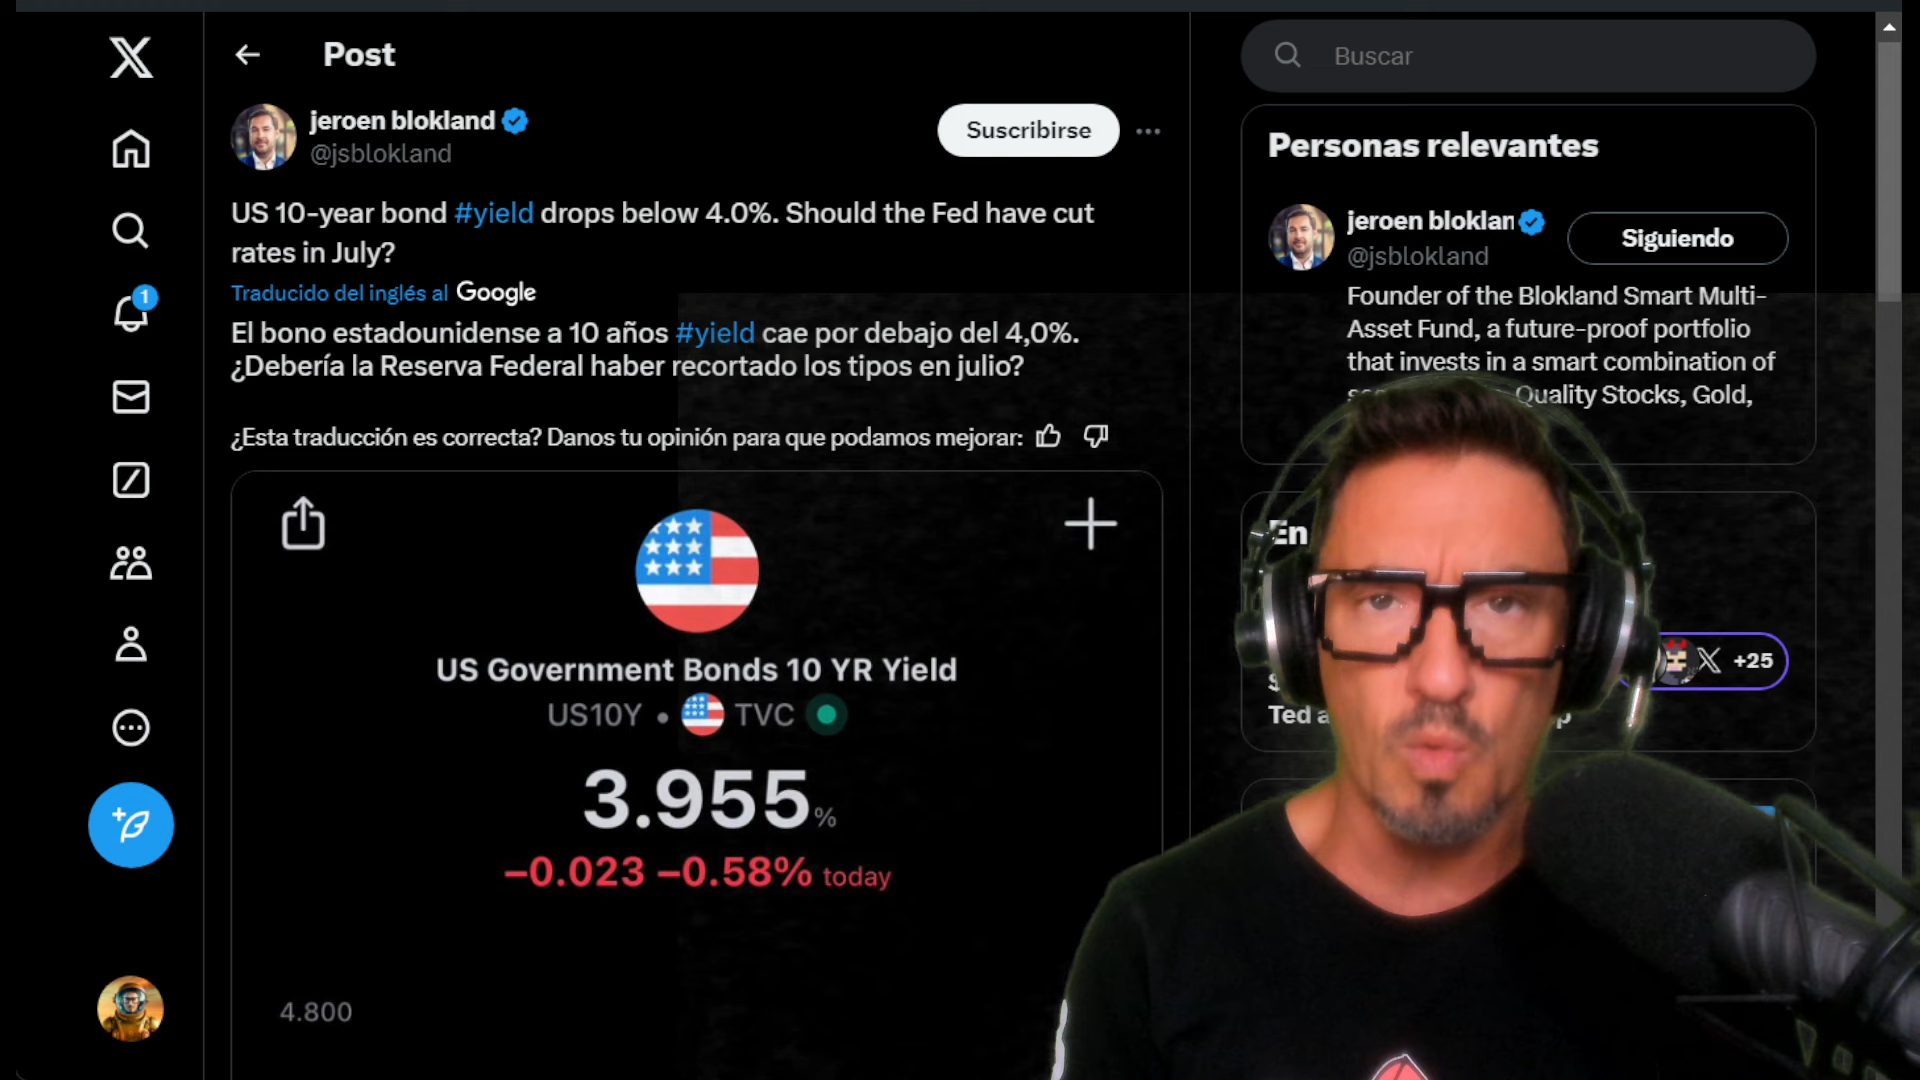 Post
Buscar
jeroen blokland
@jsblokland
Suscribirse
US 10-year bond #yield drops below 4.0%. Should the Fed have cut
rates in July?
Traducido del inglés al Google
El bono estadounidense a 10 años #yield cae por debajo del 4,0%.
¿Debería la Reserva Federal haber recortado los tipos en julio?
¿Esta traducción es correcta? Danos tu opinión para que podamos mejorar:
US Government Bonds 10 YR Yield
US10Y • TVC
3.955%
−0.023 −0.58% today
4.800
1
Personas relevantes
jeroen bloklan
@jsblokland
Siguiendo
Founder of the Blokland Smart Multi-
Asset Fund, a future-proof portfolio
that invests in a smart combination of
Quality Stocks, Gold,
En
+25
Ted